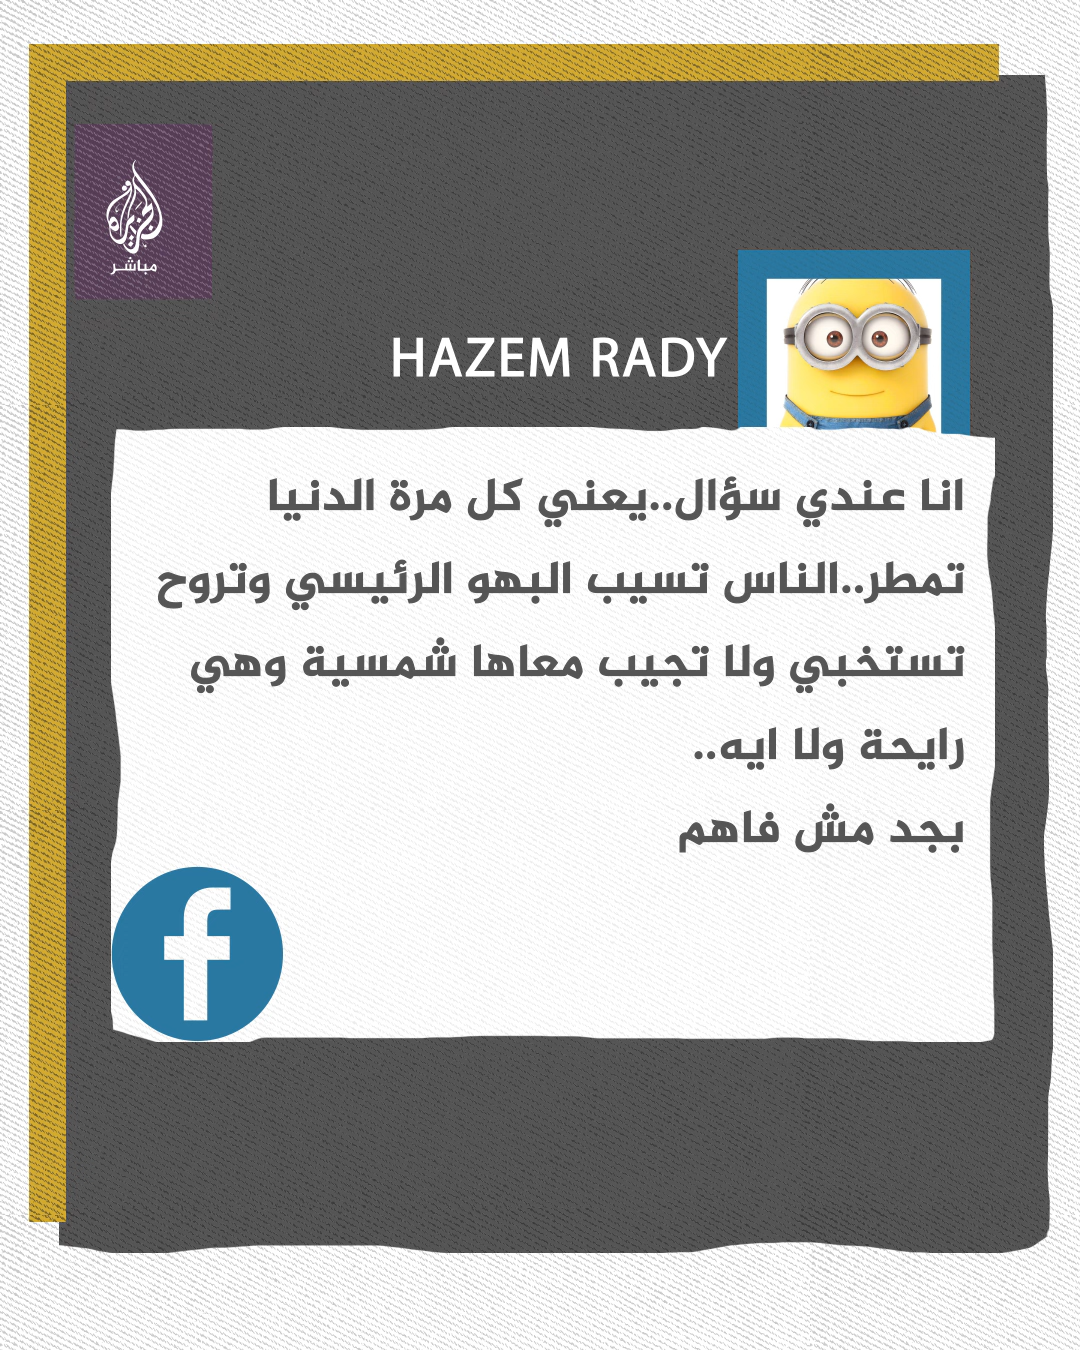 الجزيرة
مباشر
HAZEM RADY
انا عندي سؤال..يعني كل مرة الدنيا
تمطر..الناس تسيب البهو الرئيسي وتروح
تستخبي ولا تجيب معاها شمسية وهي
رايحة ولا ايه..
بجد مش فاهم
f